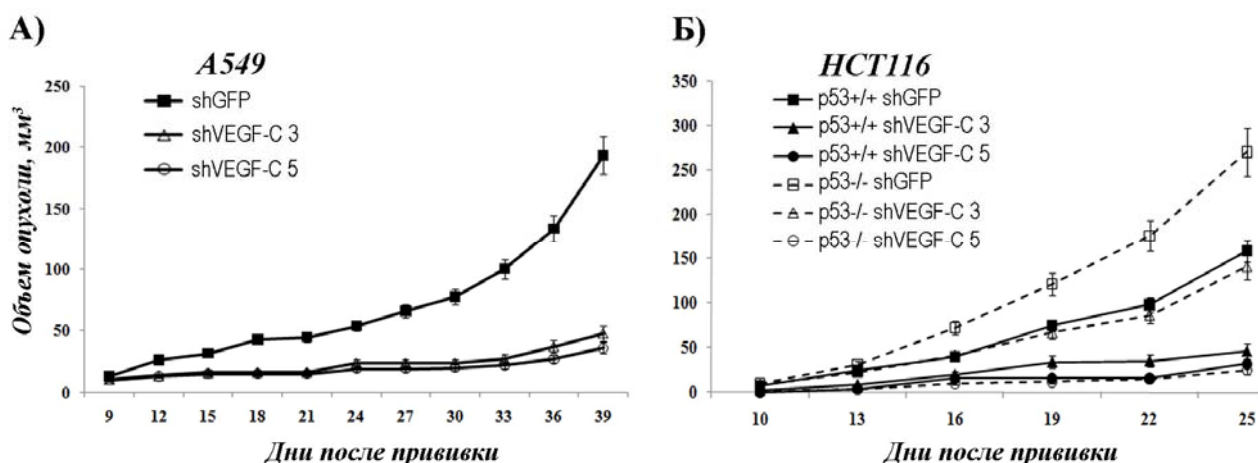 А)
A549
Объем опухоли, мм³
250
200
150
100
50
0
shGFP
shVEGF-C 3
shVEGF-C 5
9 12 15 18 21 24 27 30 33 36 39
Дни после прививки
Б)
HCT116
350
300
250
200
150
100
50
0
p53+/+ shGFP
p53+/+ shVEGF-C 3
p53+/+ shVEGF-C 5
p53-/- shGFP
p53-/- shVEGF-C 3
p53-/- shVEGF-C 5
10 13 16 19 22 25
Дни после прививки